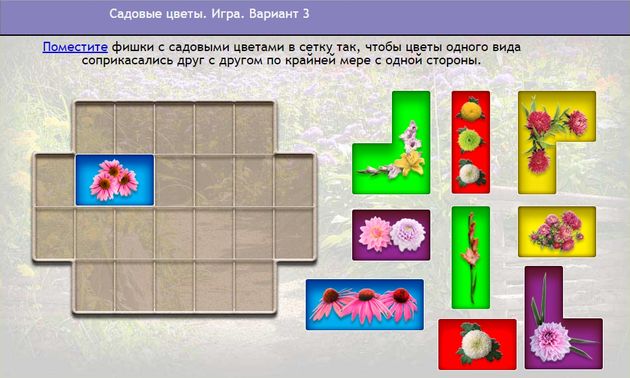 Садовые цветы. Игра. Вариант 3
Поместите фишки с садовыми цветами в сетку так, чтобы цветы одного вида
соприкасались друг с другом по крайней мере с одной стороны.